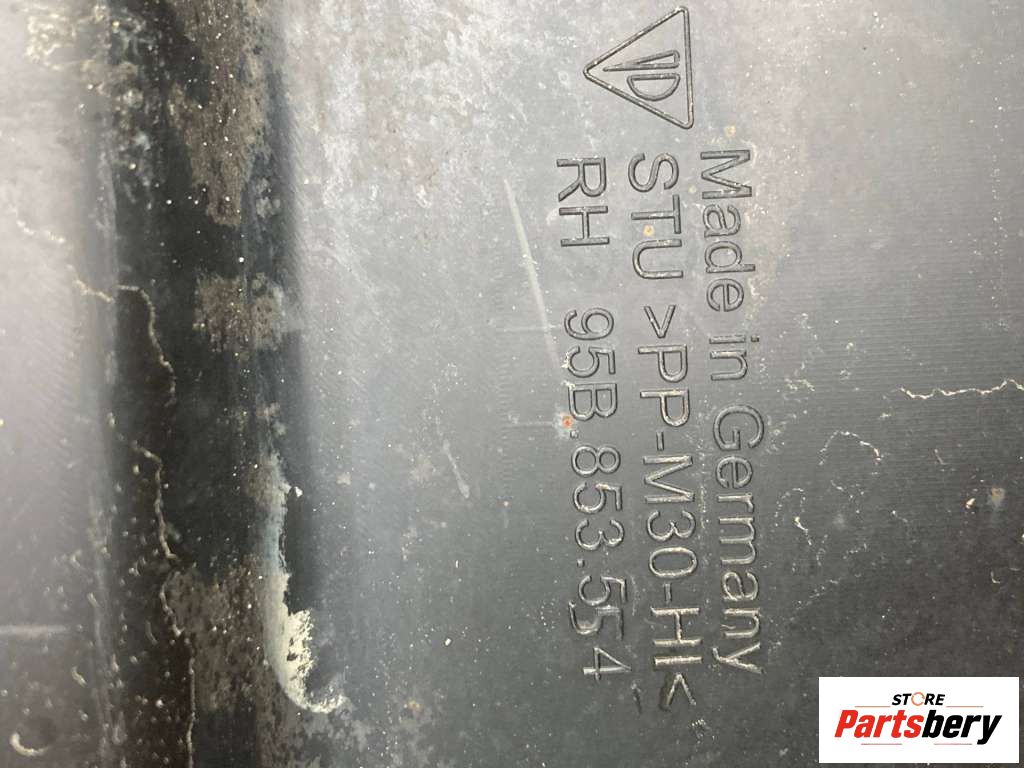 Made in Germany
STU >PP-M30-HI<
RH 95B.853.554
STORE
Partsbery